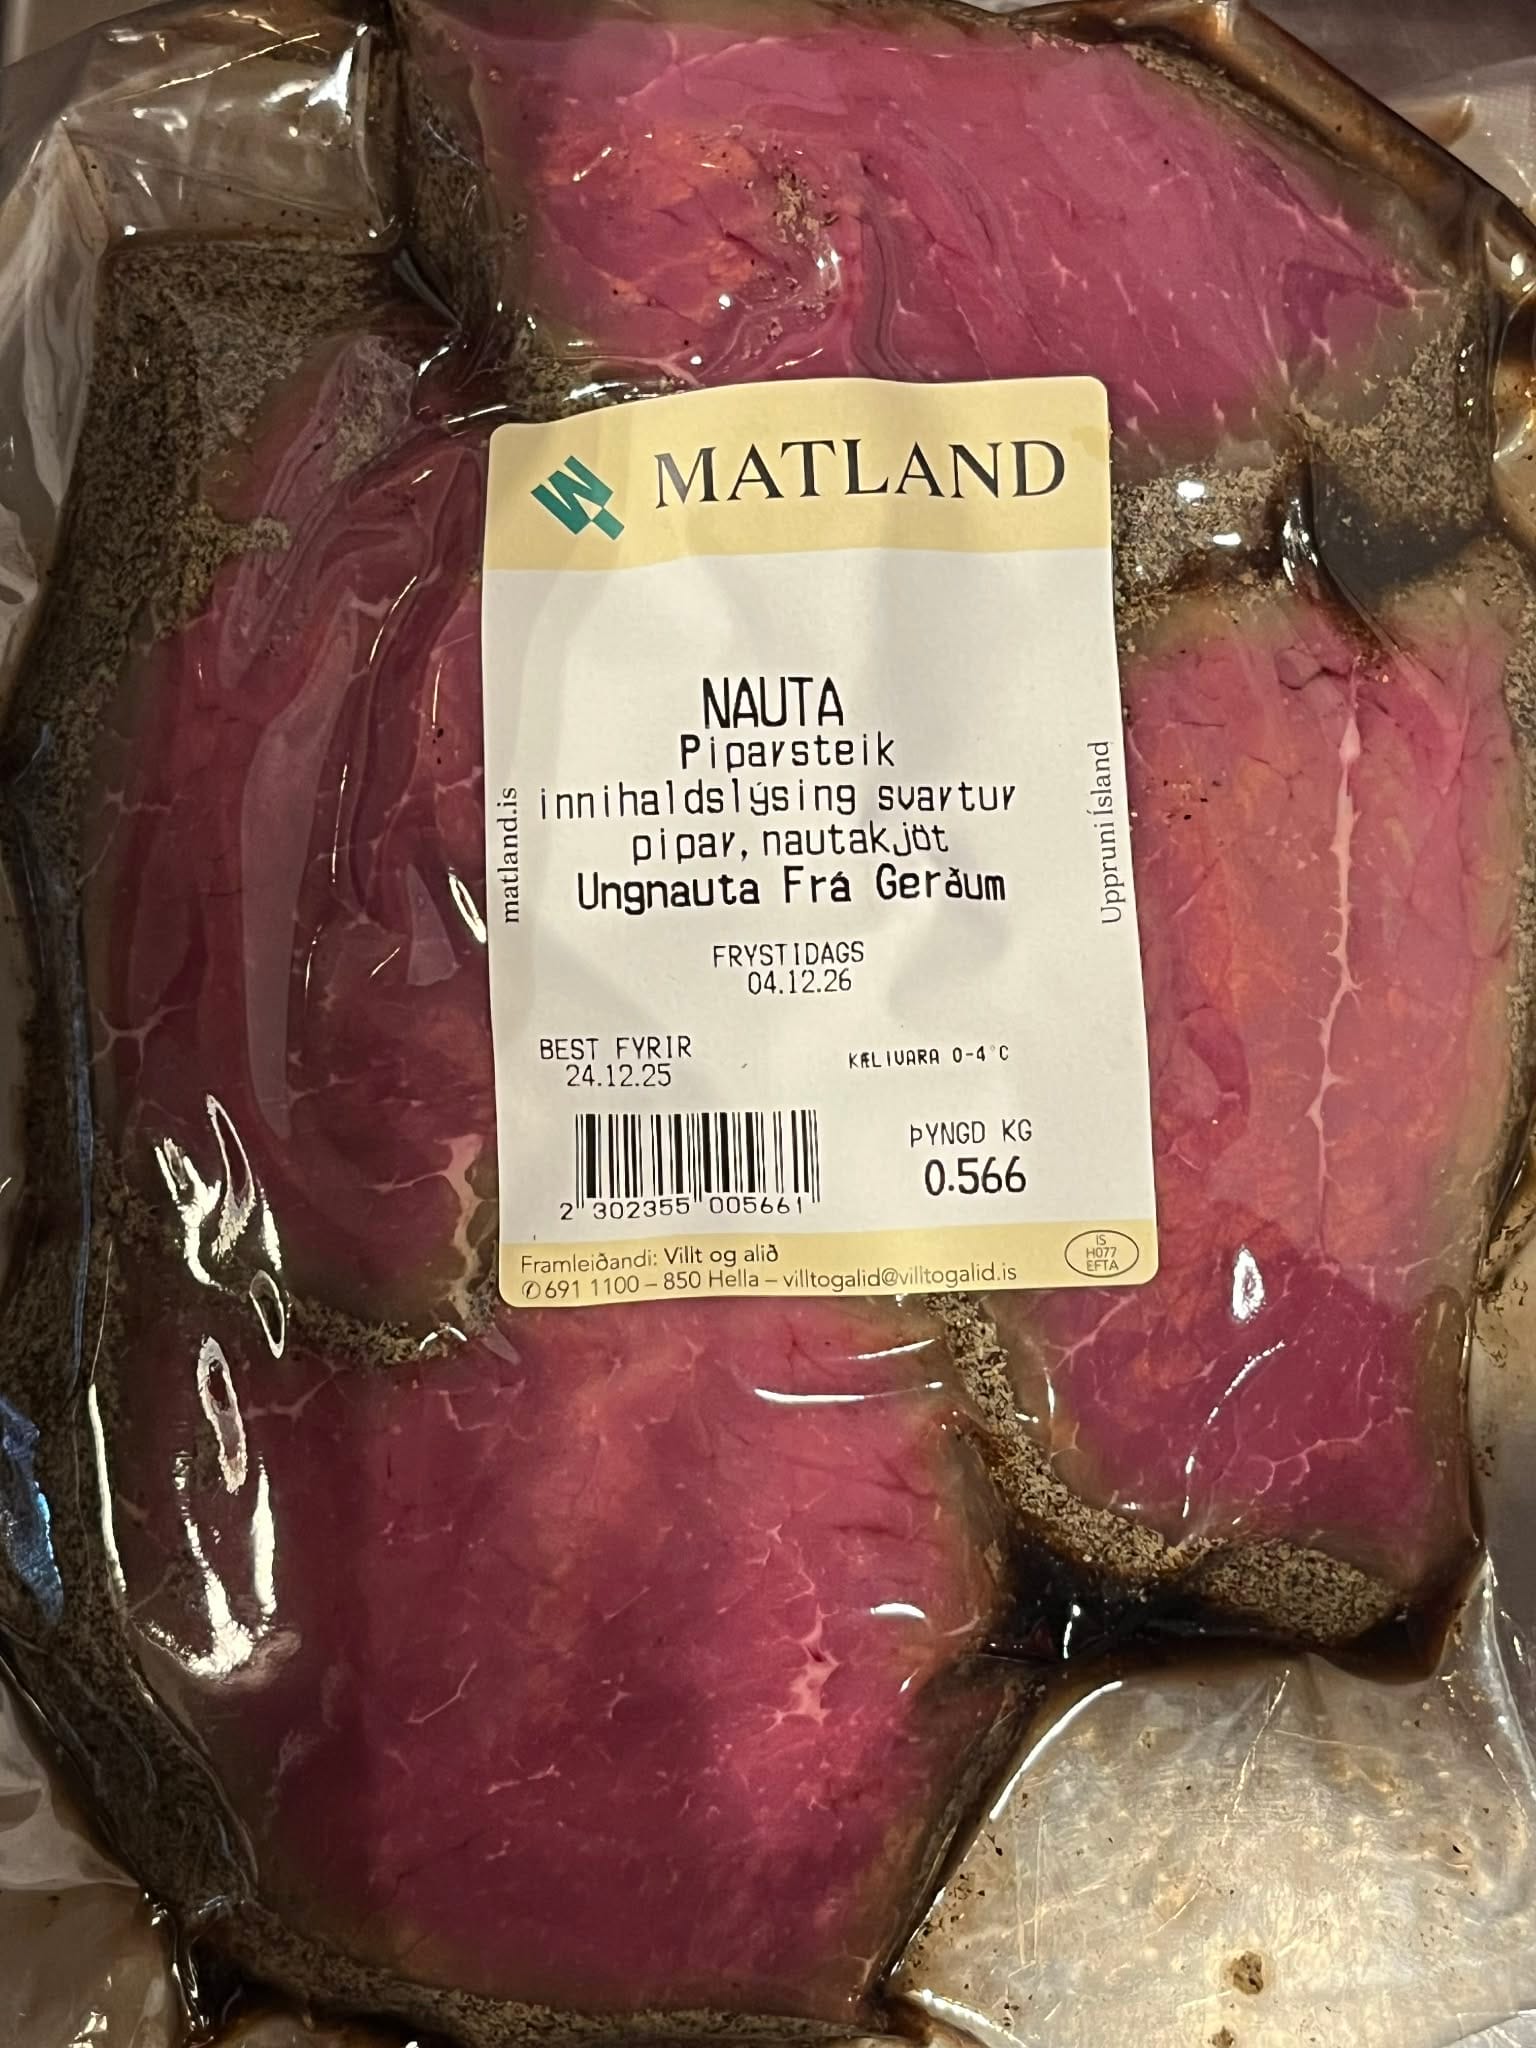 MATLAND
NAUTA
Piparsteik
innihaldslýsing svartur
pipar, nautakjöt
Ungnauta Frá Gerðum
matland.is
Uppruni Ísland
FRYSTIDAGS
04.12.26
BEST FYRIR
24.12.25
KÆLIVARA 0-4°C
ÞYNGD KG
0.566
2 302355 005661
Framleiðandi: Villt og alið
✆ 691 1100 – 850 Hella – villtogalid@villtogalid.is
IS
H077
EFTA